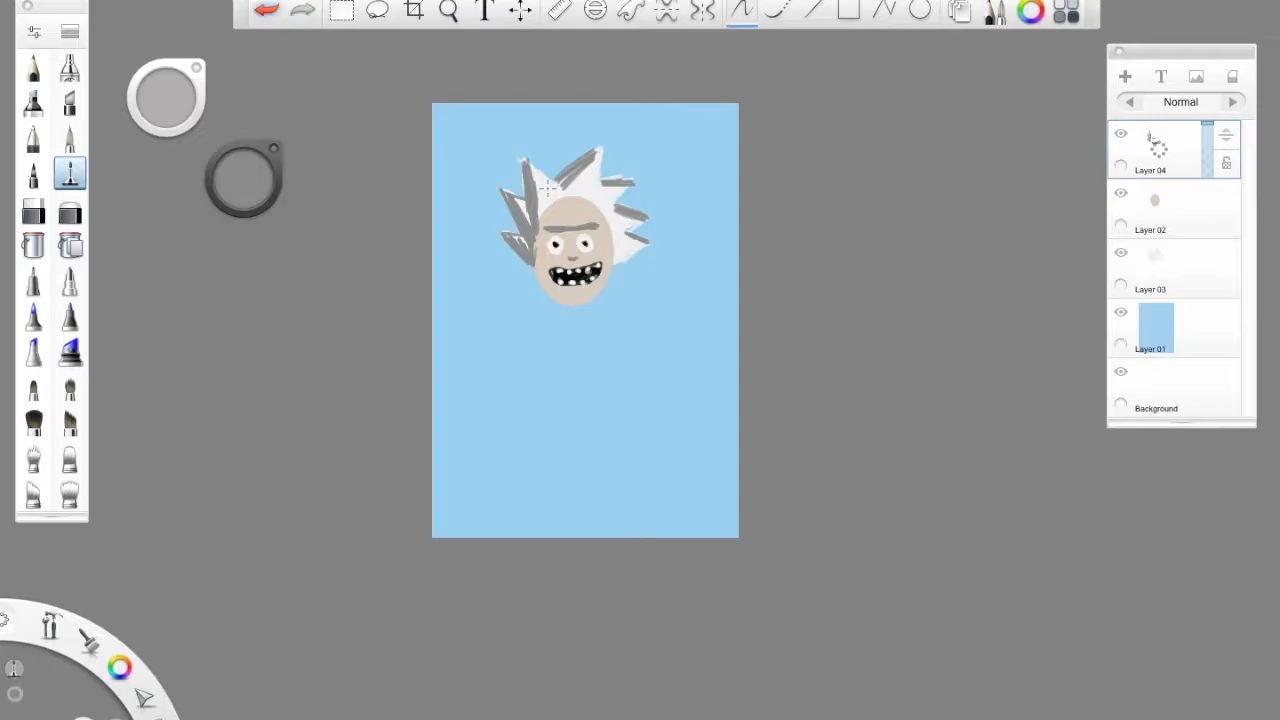 T
T
Normal
Layer 04
Layer 02
Layer 03
Layer 01
Background